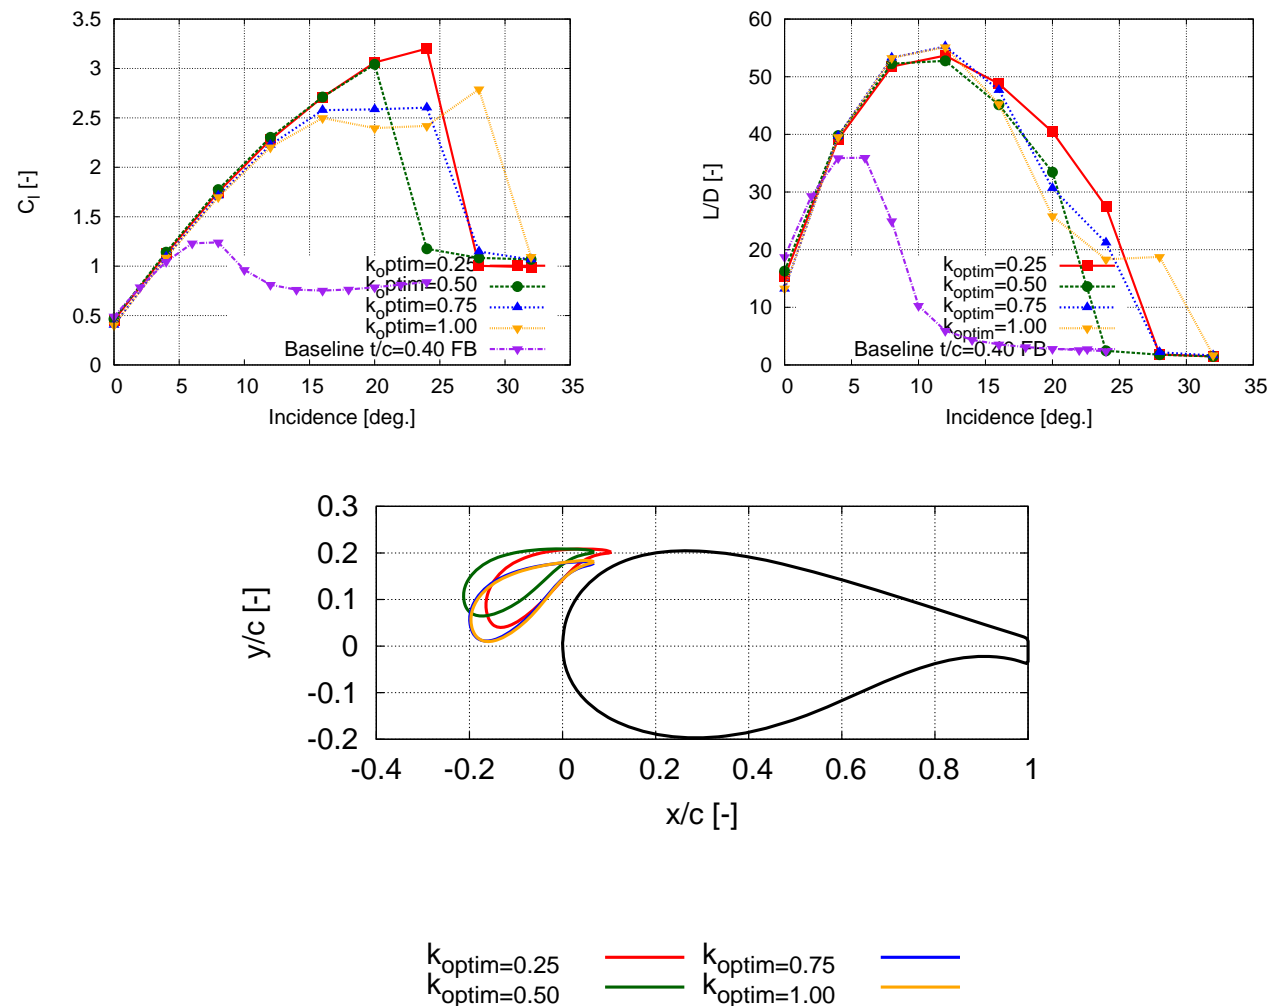 3.5
3
2.5
2
1.5
1
0.5
0
C_l [-]
0 5 10 15 20 25 30 35
Incidence [deg.]
k_optim=0.25
k_optim=0.50
k_optim=0.75
k_optim=1.00
Baseline t/c=0.40 FB
60
50
40
30
20
10
0
L/D [-]
0 5 10 15 20 25 30 35
Incidence [deg.]
k_optim=0.25
k_optim=0.50
k_optim=0.75
k_optim=1.00
Baseline t/c=0.40 FB
0.3
0.2
0.1
0
-0.1
-0.2
y/c [-]
-0.4 -0.2 0 0.2 0.4 0.6 0.8 1
x/c [-]
k_optim=0.25 k_optim=0.75
k_optim=0.50 k_optim=1.00